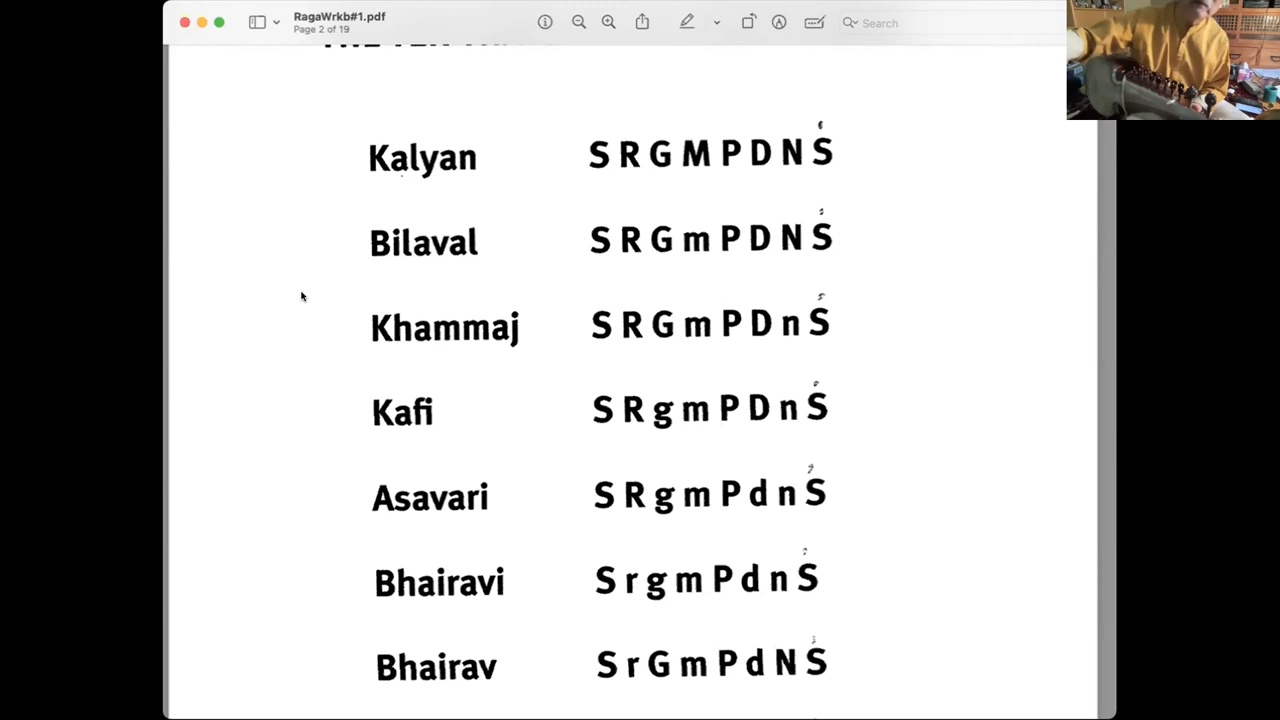 RagaWrkb#1.pdf
Page 2 of 19
Search
Kalyan S R G M P D N Ṡ
Bilaval S R G m P D N Ṡ
Khammaj S R G m P D n Ṡ
Kafi S R g m P D n Ṡ
Asavari S R g m P d n Ṡ
Bhairavi S r g m P d n Ṡ
Bhairav S r G m P d N Ṡ